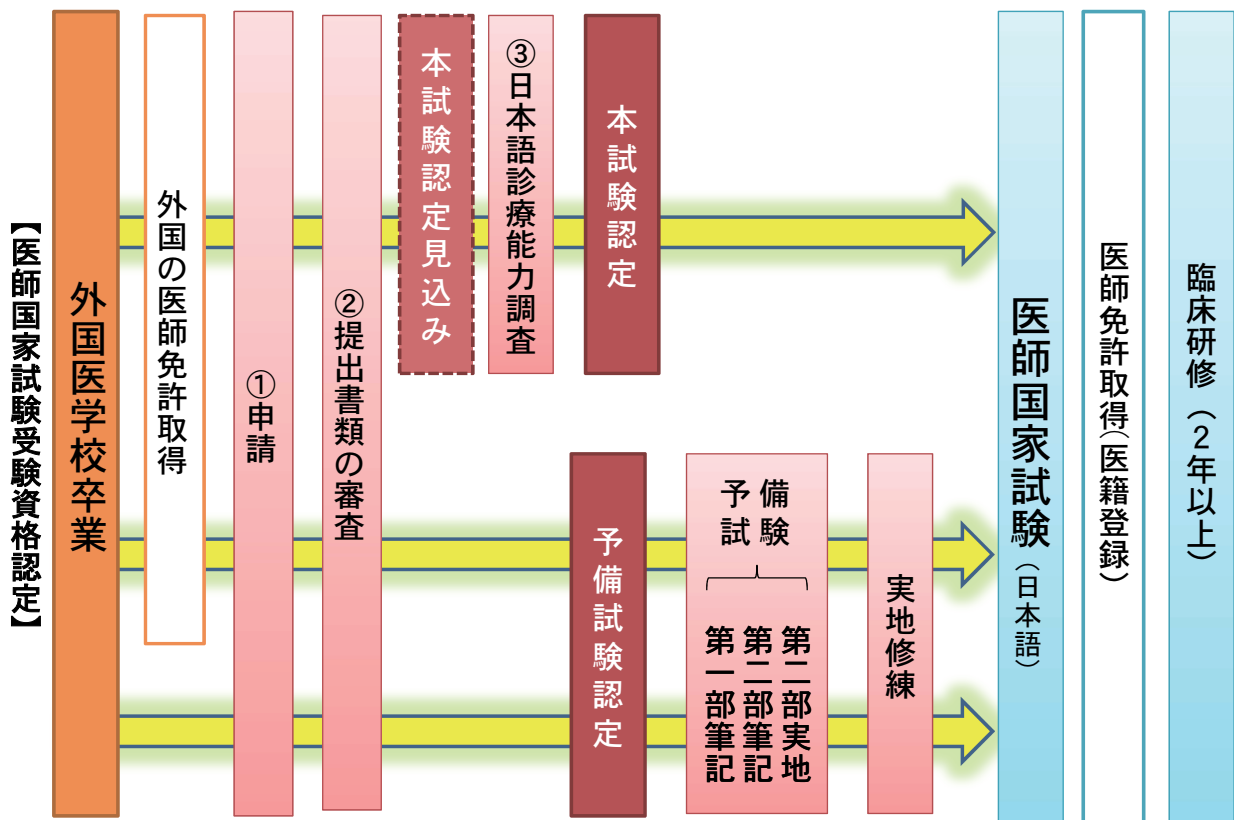 【医師国家試験受験資格認定】
外国医学校卒業
外国の医師免許取得
①申請
②提出書類の審査
本試験認定見込み
③日本語診療能力調査
本試験認定
予備試験認定
予備
試験
第一部筆記
第二部筆記
第二部実地
実地修練
医師国家試験（日本語）
医師免許取得（医籍登録）
臨床研修（２年以上）